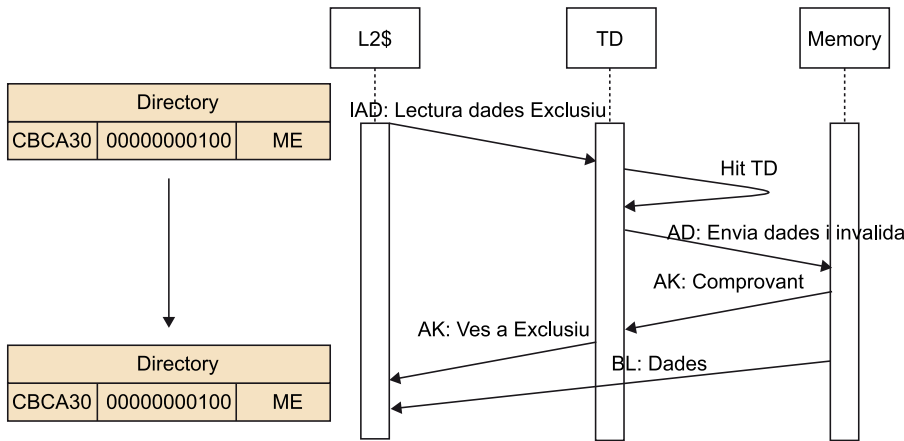 L2$
TD
Memory
Directory
CBCA30 00000000100 ME
IAD: Lectura dades Exclusiu
Hit TD
AD: Envia dades i invalida
AK: Comprovant
AK: Ves a Exclusiu
BL: Dades
Directory
CBCA30 00000000100 ME